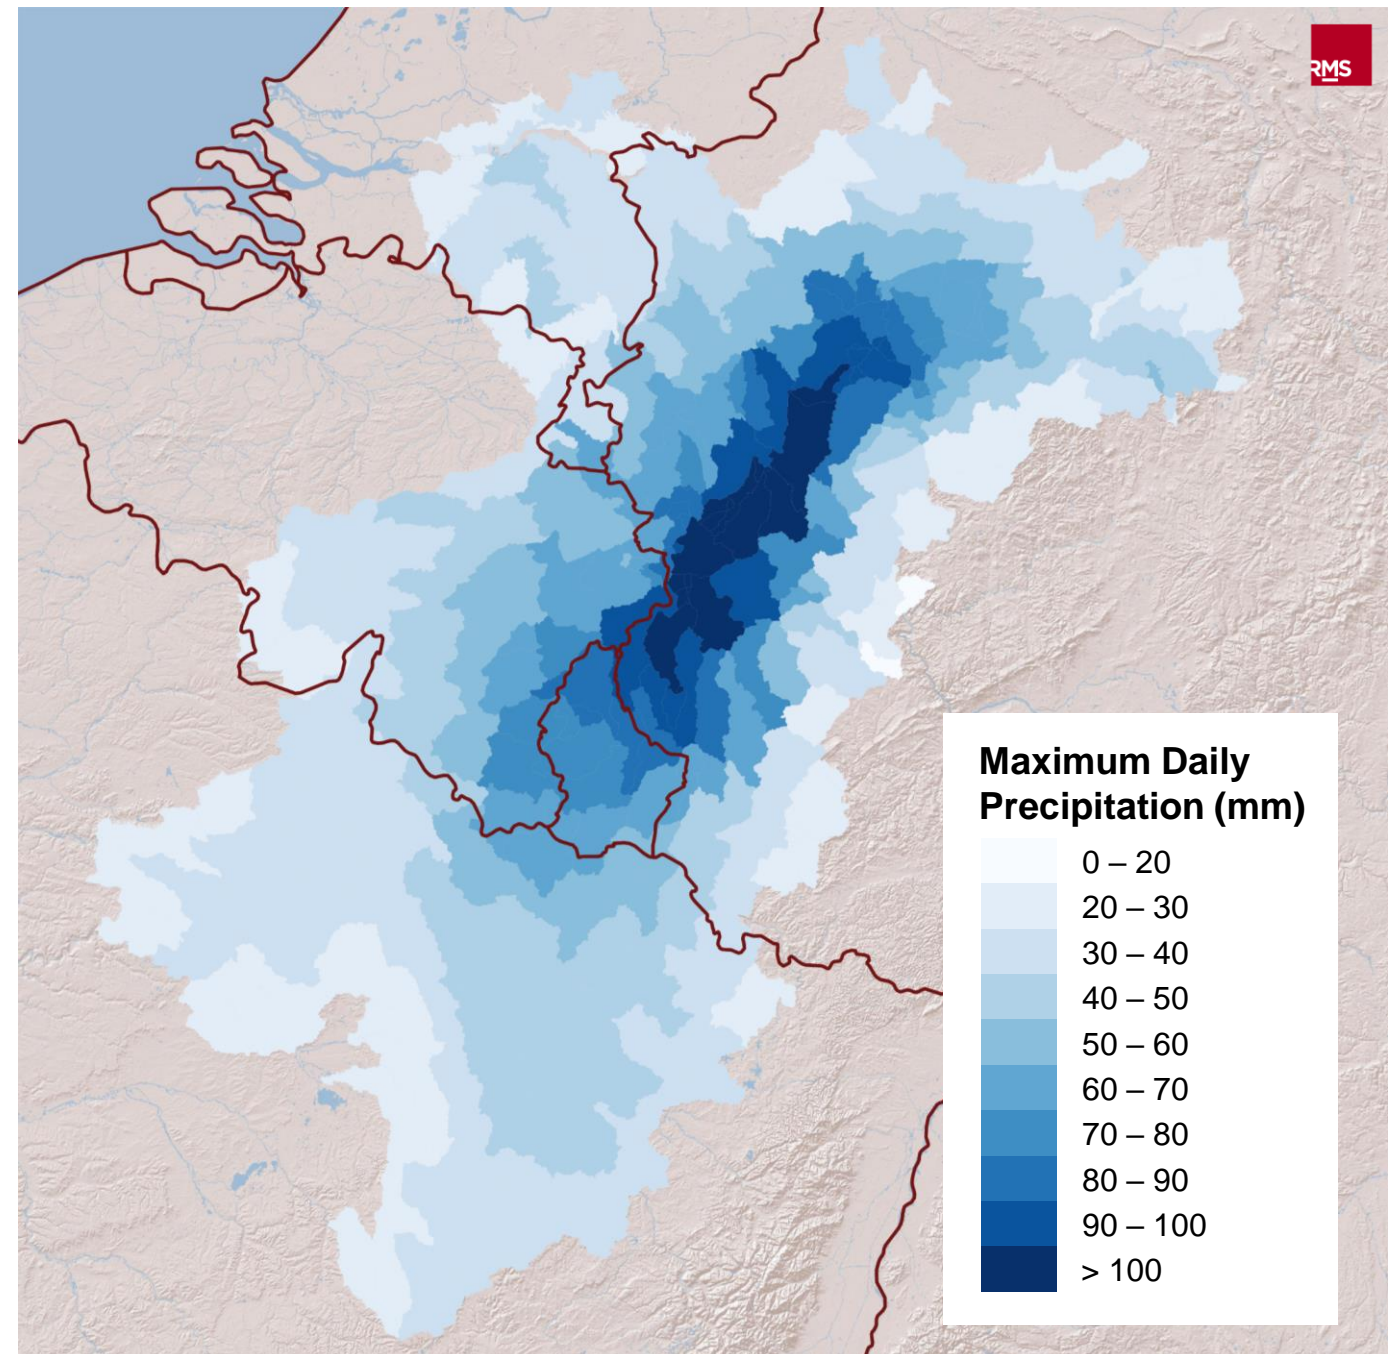 RMS
Maximum Daily
Precipitation (mm)
0 – 20
20 – 30
30 – 40
40 – 50
50 – 60
60 – 70
70 – 80
80 – 90
90 – 100
> 100